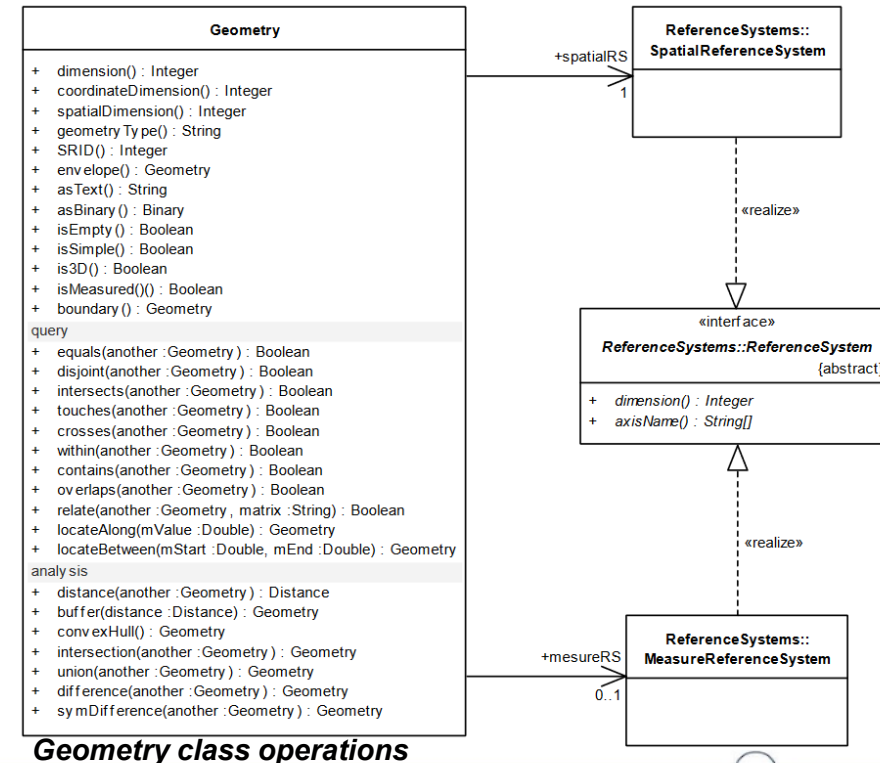 Geometry
+ dimension() : Integer
+ coordinateDimension() : Integer
+ spatialDimension() : Integer
+ geometryType() : String
+ SRID() : Integer
+ envelope() : Geometry
+ asText() : String
+ asBinary() : Binary
+ isEmpty() : Boolean
+ isSimple() : Boolean
+ is3D() : Boolean
+ isMeasured()() : Boolean
+ boundary() : Geometry
query
+ equals(another :Geometry) : Boolean
+ disjoint(another :Geometry) : Boolean
+ intersects(another :Geometry) : Boolean
+ touches(another :Geometry) : Boolean
+ crosses(another :Geometry) : Boolean
+ within(another :Geometry) : Boolean
+ contains(another :Geometry) : Boolean
+ overlaps(another :Geometry) : Boolean
+ relate(another :Geometry, matrix :String) : Boolean
+ locateAlong(mValue :Double) : Geometry
+ locateBetween(mStart :Double, mEnd :Double) : Geometry
analysis
+ distance(another :Geometry) : Distance
+ buffer(distance :Distance) : Geometry
+ convexHull() : Geometry
+ intersection(another :Geometry) : Geometry
+ union(another :Geometry) : Geometry
+ difference(another :Geometry) : Geometry
+ symDifference(another :Geometry) : Geometry
+spatialRS
1
ReferenceSystems::
SpatialReferenceSystem
«realize»
«interface»
ReferenceSystems::ReferenceSystem
{abstract}
+ dimension() : Integer
+ axisName() : String[]
«realize»
+mesureRS
0..1
ReferenceSystems::
MeasureReferenceSystem
Geometry class operations